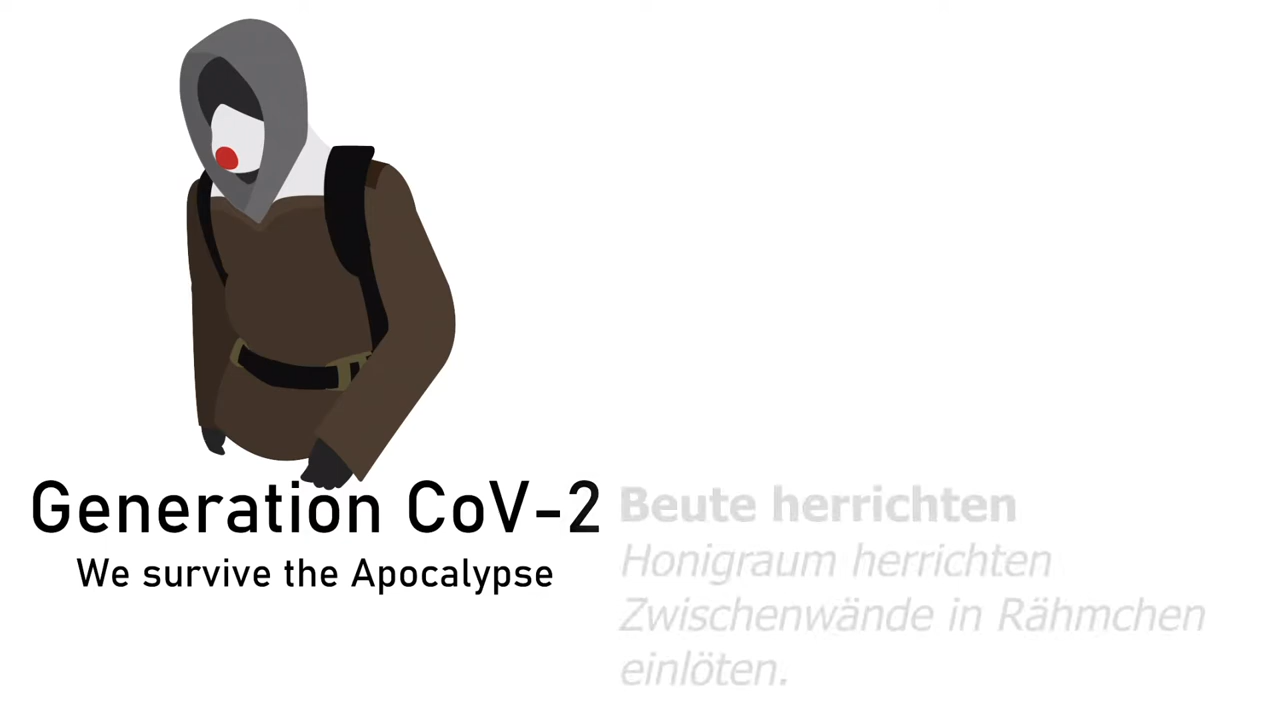 Generation CoV-2
We survive the Apocalypse
Beute herrichten
Honigraum herrichten
Zwischenwände in Rähmchen
einlöten.